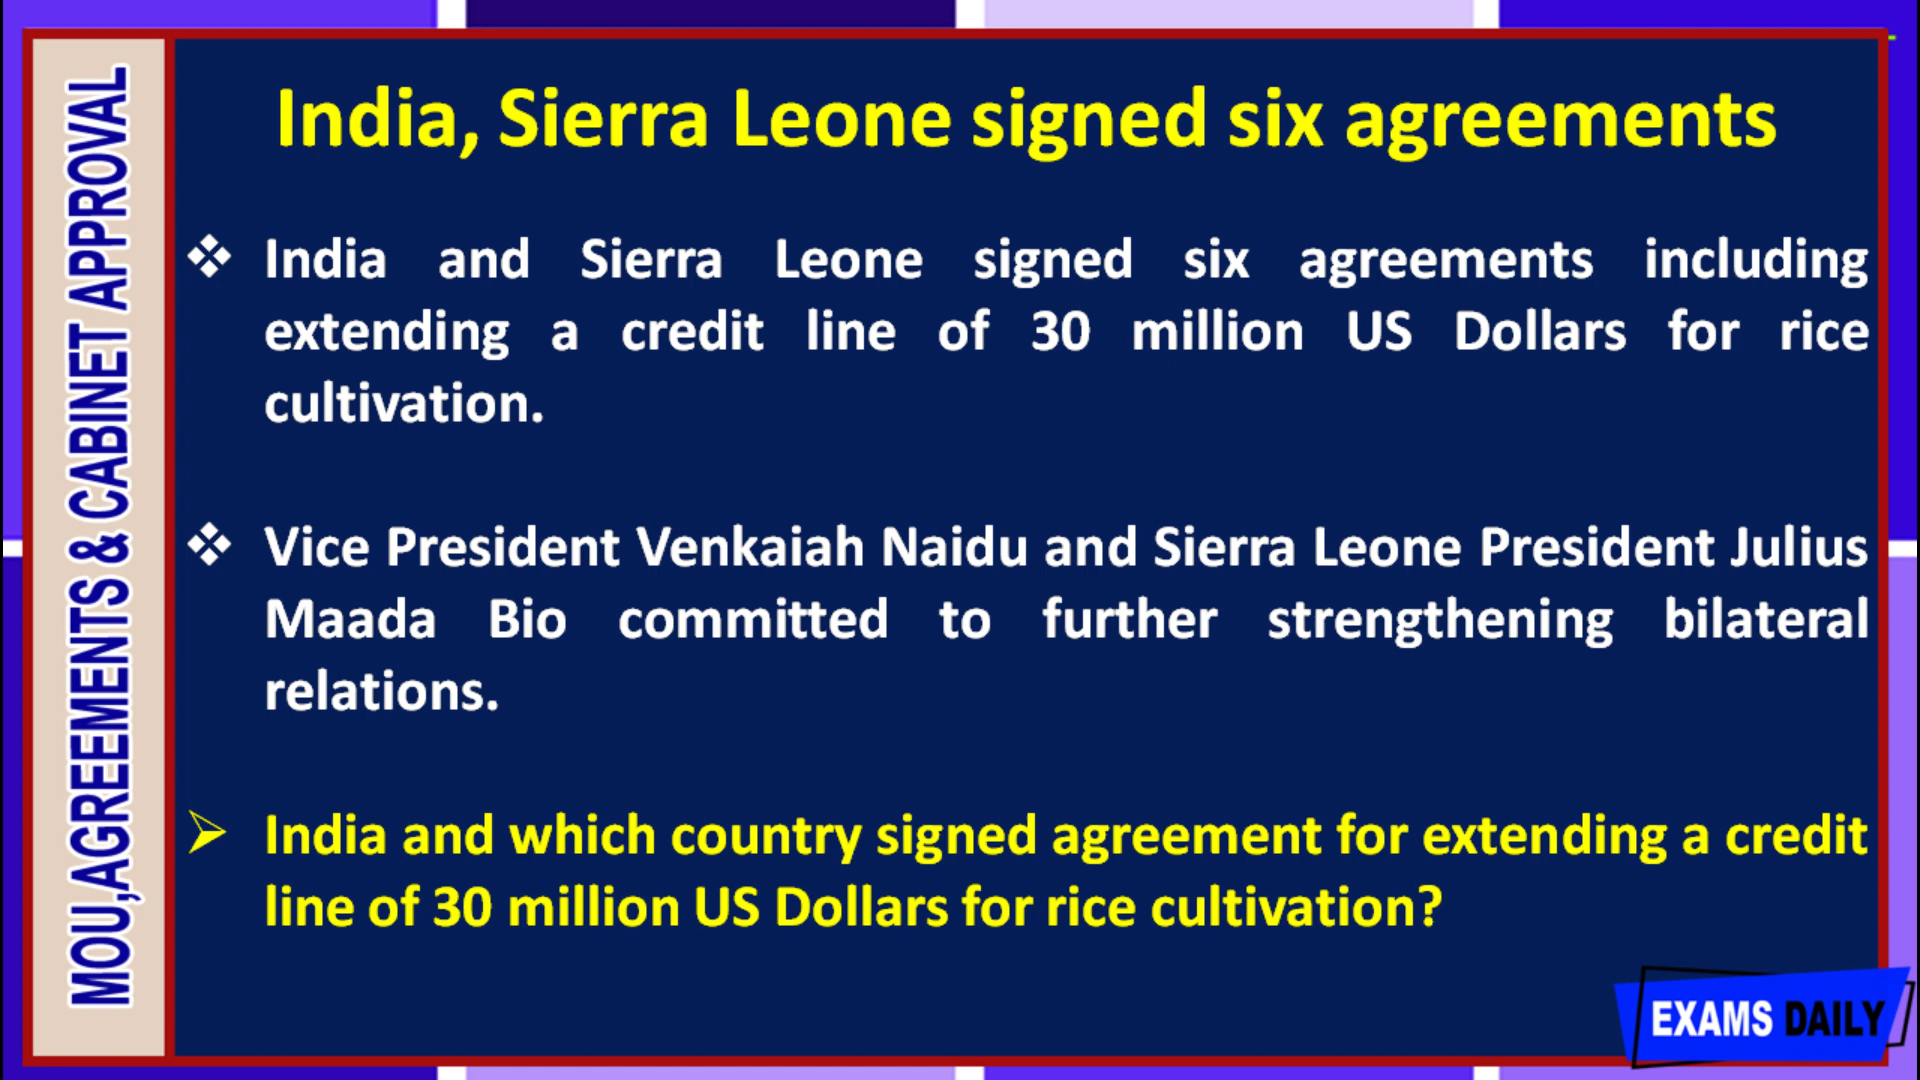 MOU,AGREEMENTS & CABINET APPROVAL
India, Sierra Leone signed six agreements
❖ India and Sierra Leone signed six agreements including
extending a credit line of 30 million US Dollars for rice
cultivation.
❖ Vice President Venkaiah Naidu and Sierra Leone President Julius
Maada Bio committed to further strengthening bilateral
relations.
➢ India and which country signed agreement for extending a credit
line of 30 million US Dollars for rice cultivation?
EXAMS DAILY